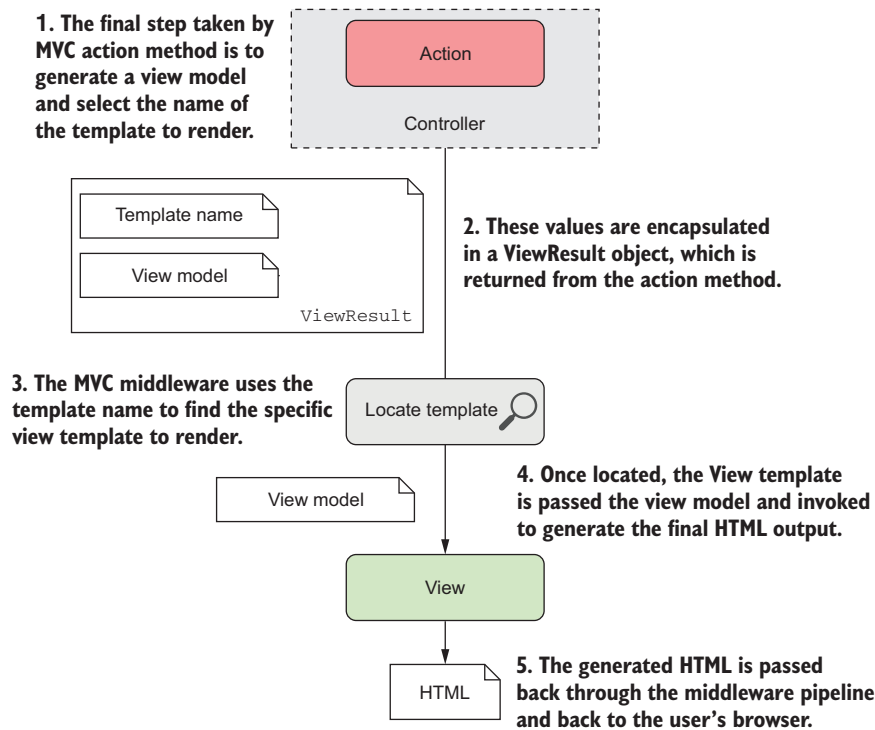 1. The final step taken by
MVC action method is to
generate a view model
and select the name of
the template to render.
Action
Controller
Template name
View model
ViewResult
2. These values are encapsulated
in a ViewResult object, which is
returned from the action method.
3. The MVC middleware uses the
template name to find the specific
view template to render.
Locate template
View model
4. Once located, the View template
is passed the view model and invoked
to generate the final HTML output.
View
HTML
5. The generated HTML is passed
back through the middleware pipeline
and back to the user's browser.